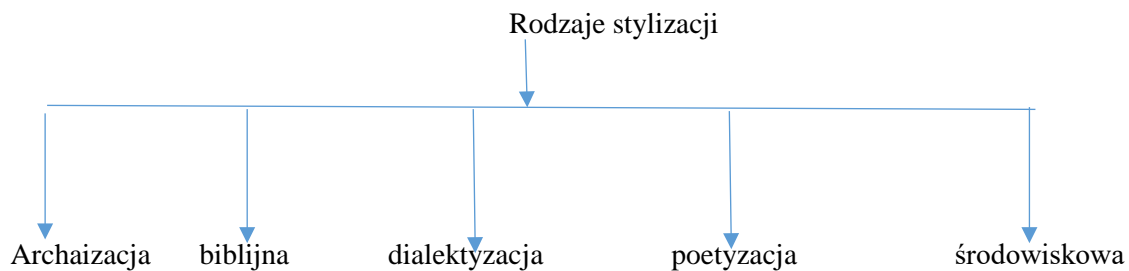 Rodzaje stylizacji
Archaizacja biblijna dialektyzacja poetyzacja środowiskowa